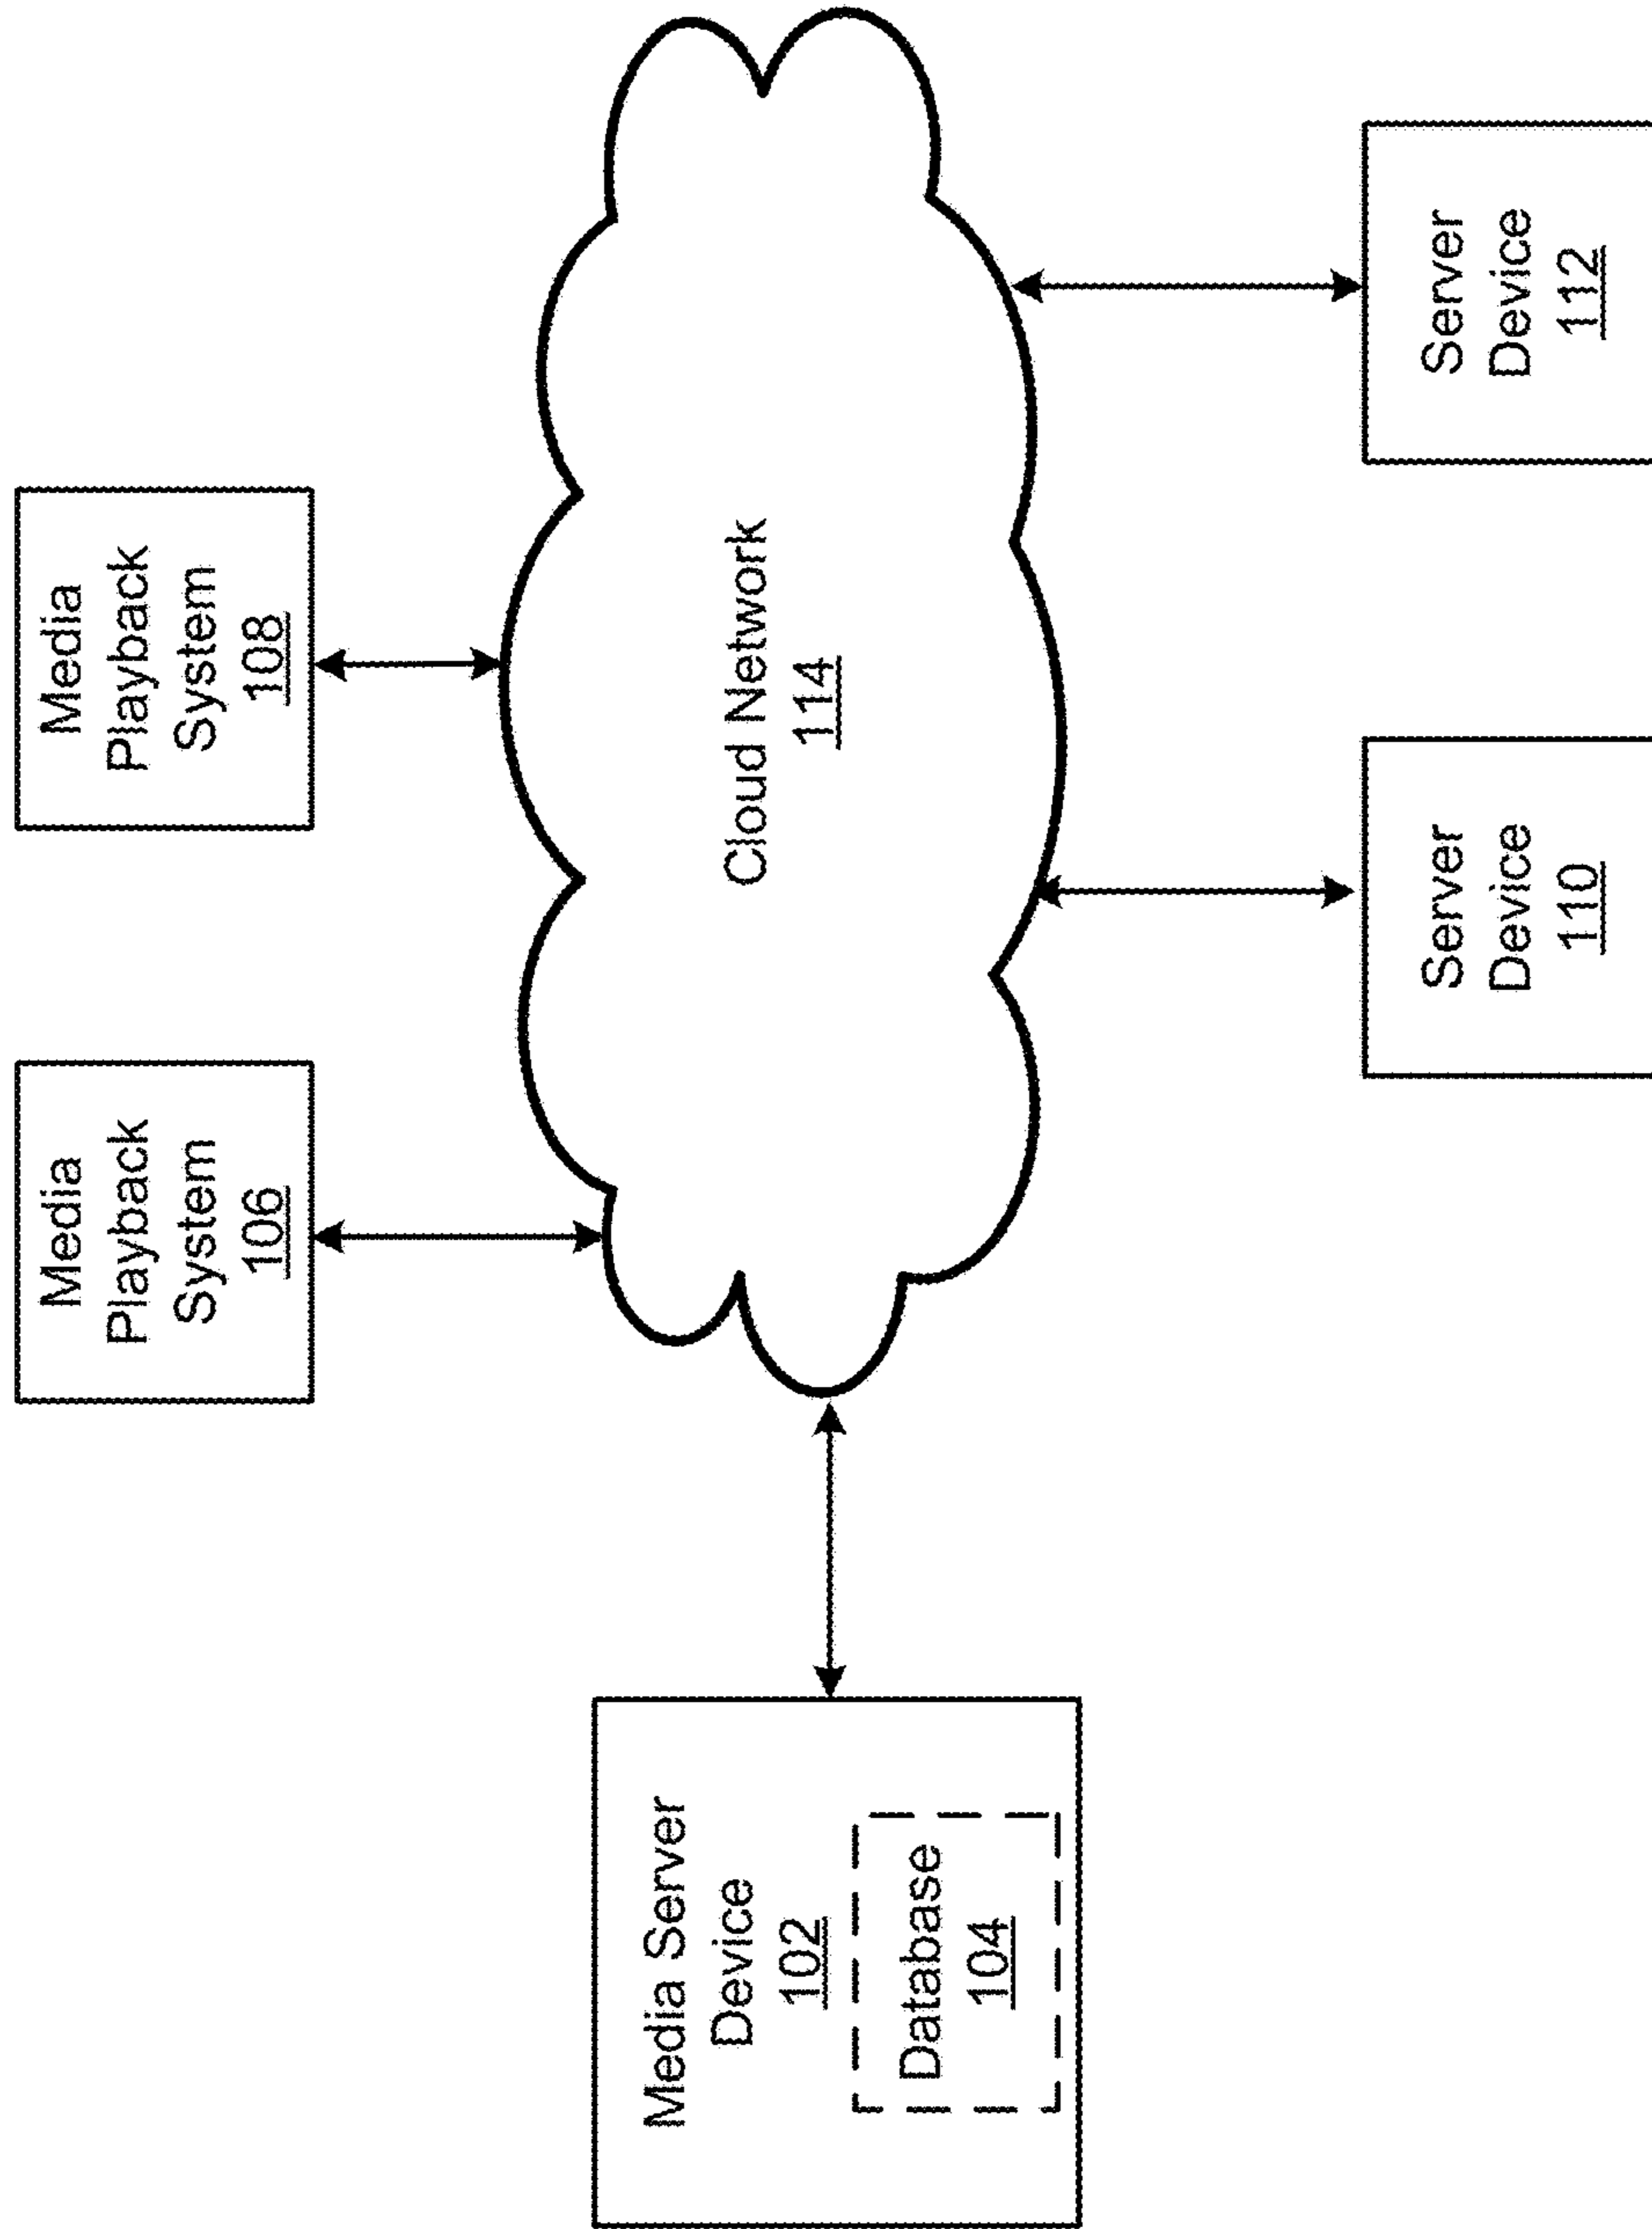 Media
Playback
System
106
Media
Playback
System
108
Media Server
Device
102
Database
104
Cloud Network
114
Server
Device
110
Server
Device
112